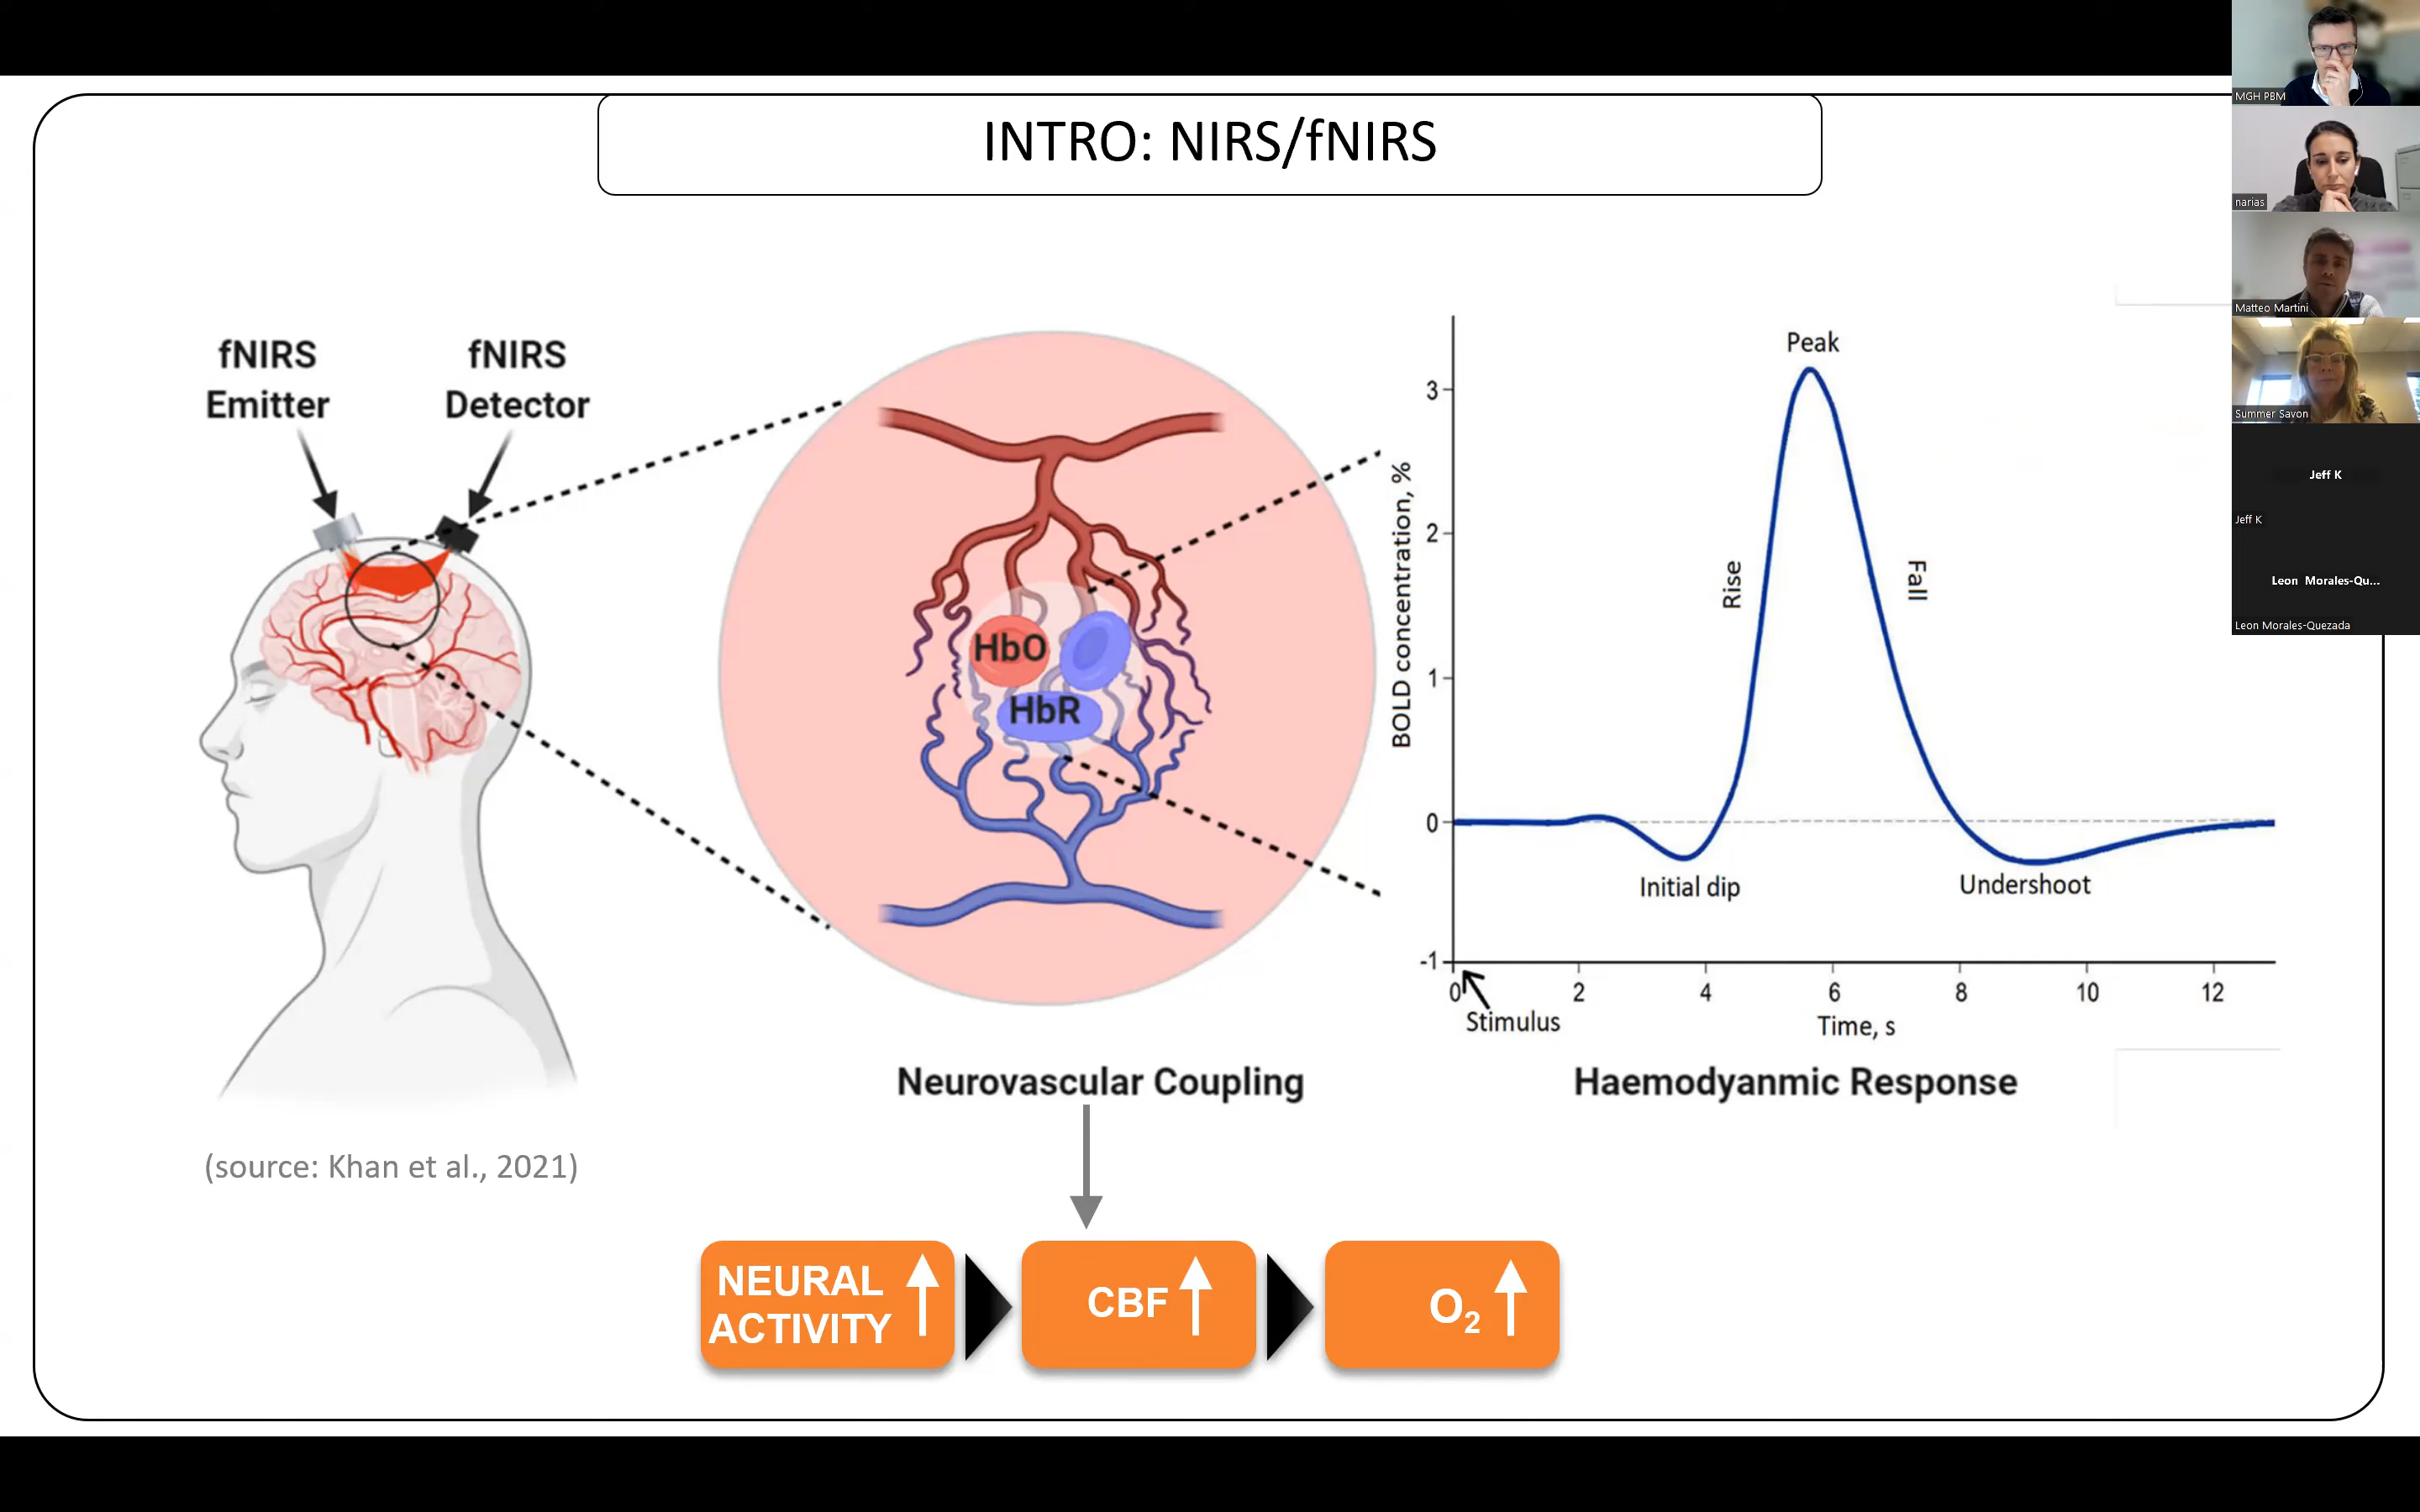 INTRO: NIRS/fNIRS
fNIRS
Emitter
fNIRS
Detector
HbO
HbR
BOLD concentration, %
3
2
1
0
-1
Peak
Rise
Fall
Initial dip
Undershoot
0
2
4
6
8
10
12
Stimulus
Time, s
Neurovascular Coupling
Haemodyanmic Response
(source: Khan et al., 2021)
NEURAL
ACTIVITY
CBF
O₂
MGH PBM
narias
Matteo Martini
Summer Savon
Jeff K
Jeff K
Leon Morales-Qu...
Leon Morales-Quezada